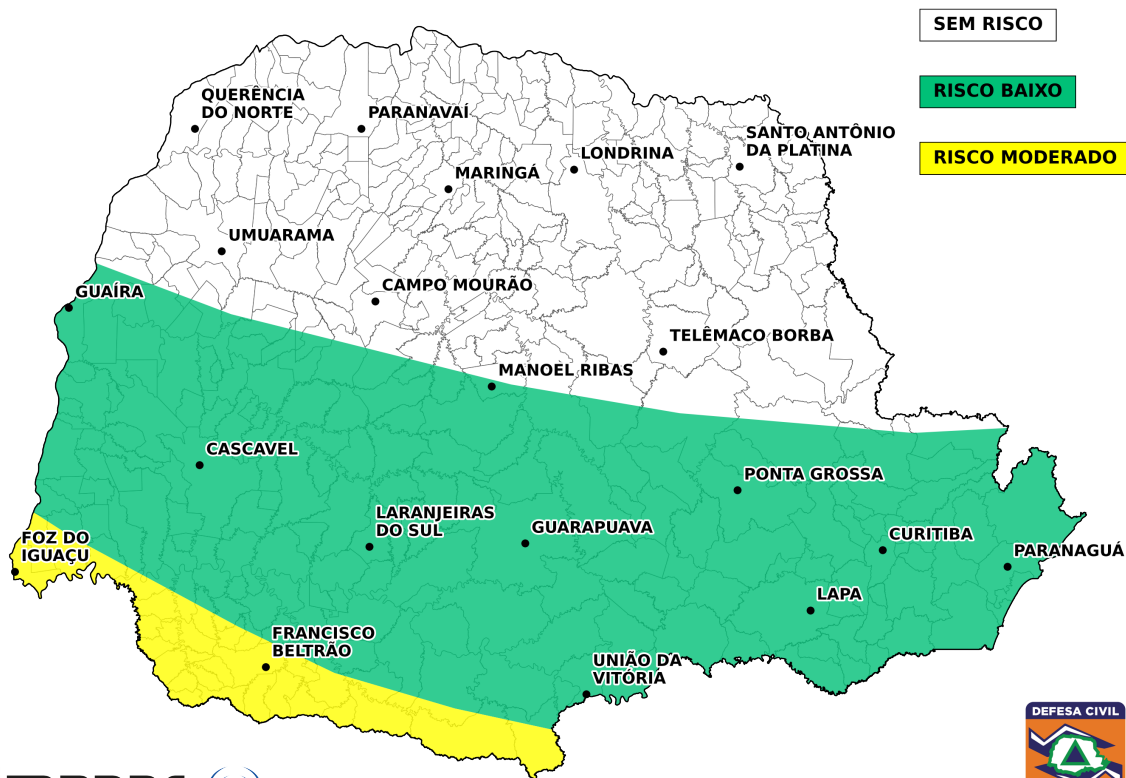 SEM RISCO
RISCO BAIXO
RISCO MODERADO
QUERÊNCIA
DO NORTE
PARANAVAÍ
SANTO ANTÔNIO
DA PLATINA
LONDRINA
MARINGÁ
UMUARAMA
CAMPO MOURÃO
GUAÍRA
TELÊMACO BORBA
MANOEL RIBAS
CASCAVEL
PONTA GROSSA
LARANJEIRAS
DO SUL
GUARAPUAVA
CURITIBA
FOZ DO
IGUAÇU
PARANAGUÁ
LAPA
FRANCISCO
BELTRÃO
UNIÃO DA
VITÓRIA
DEFESA CIVIL